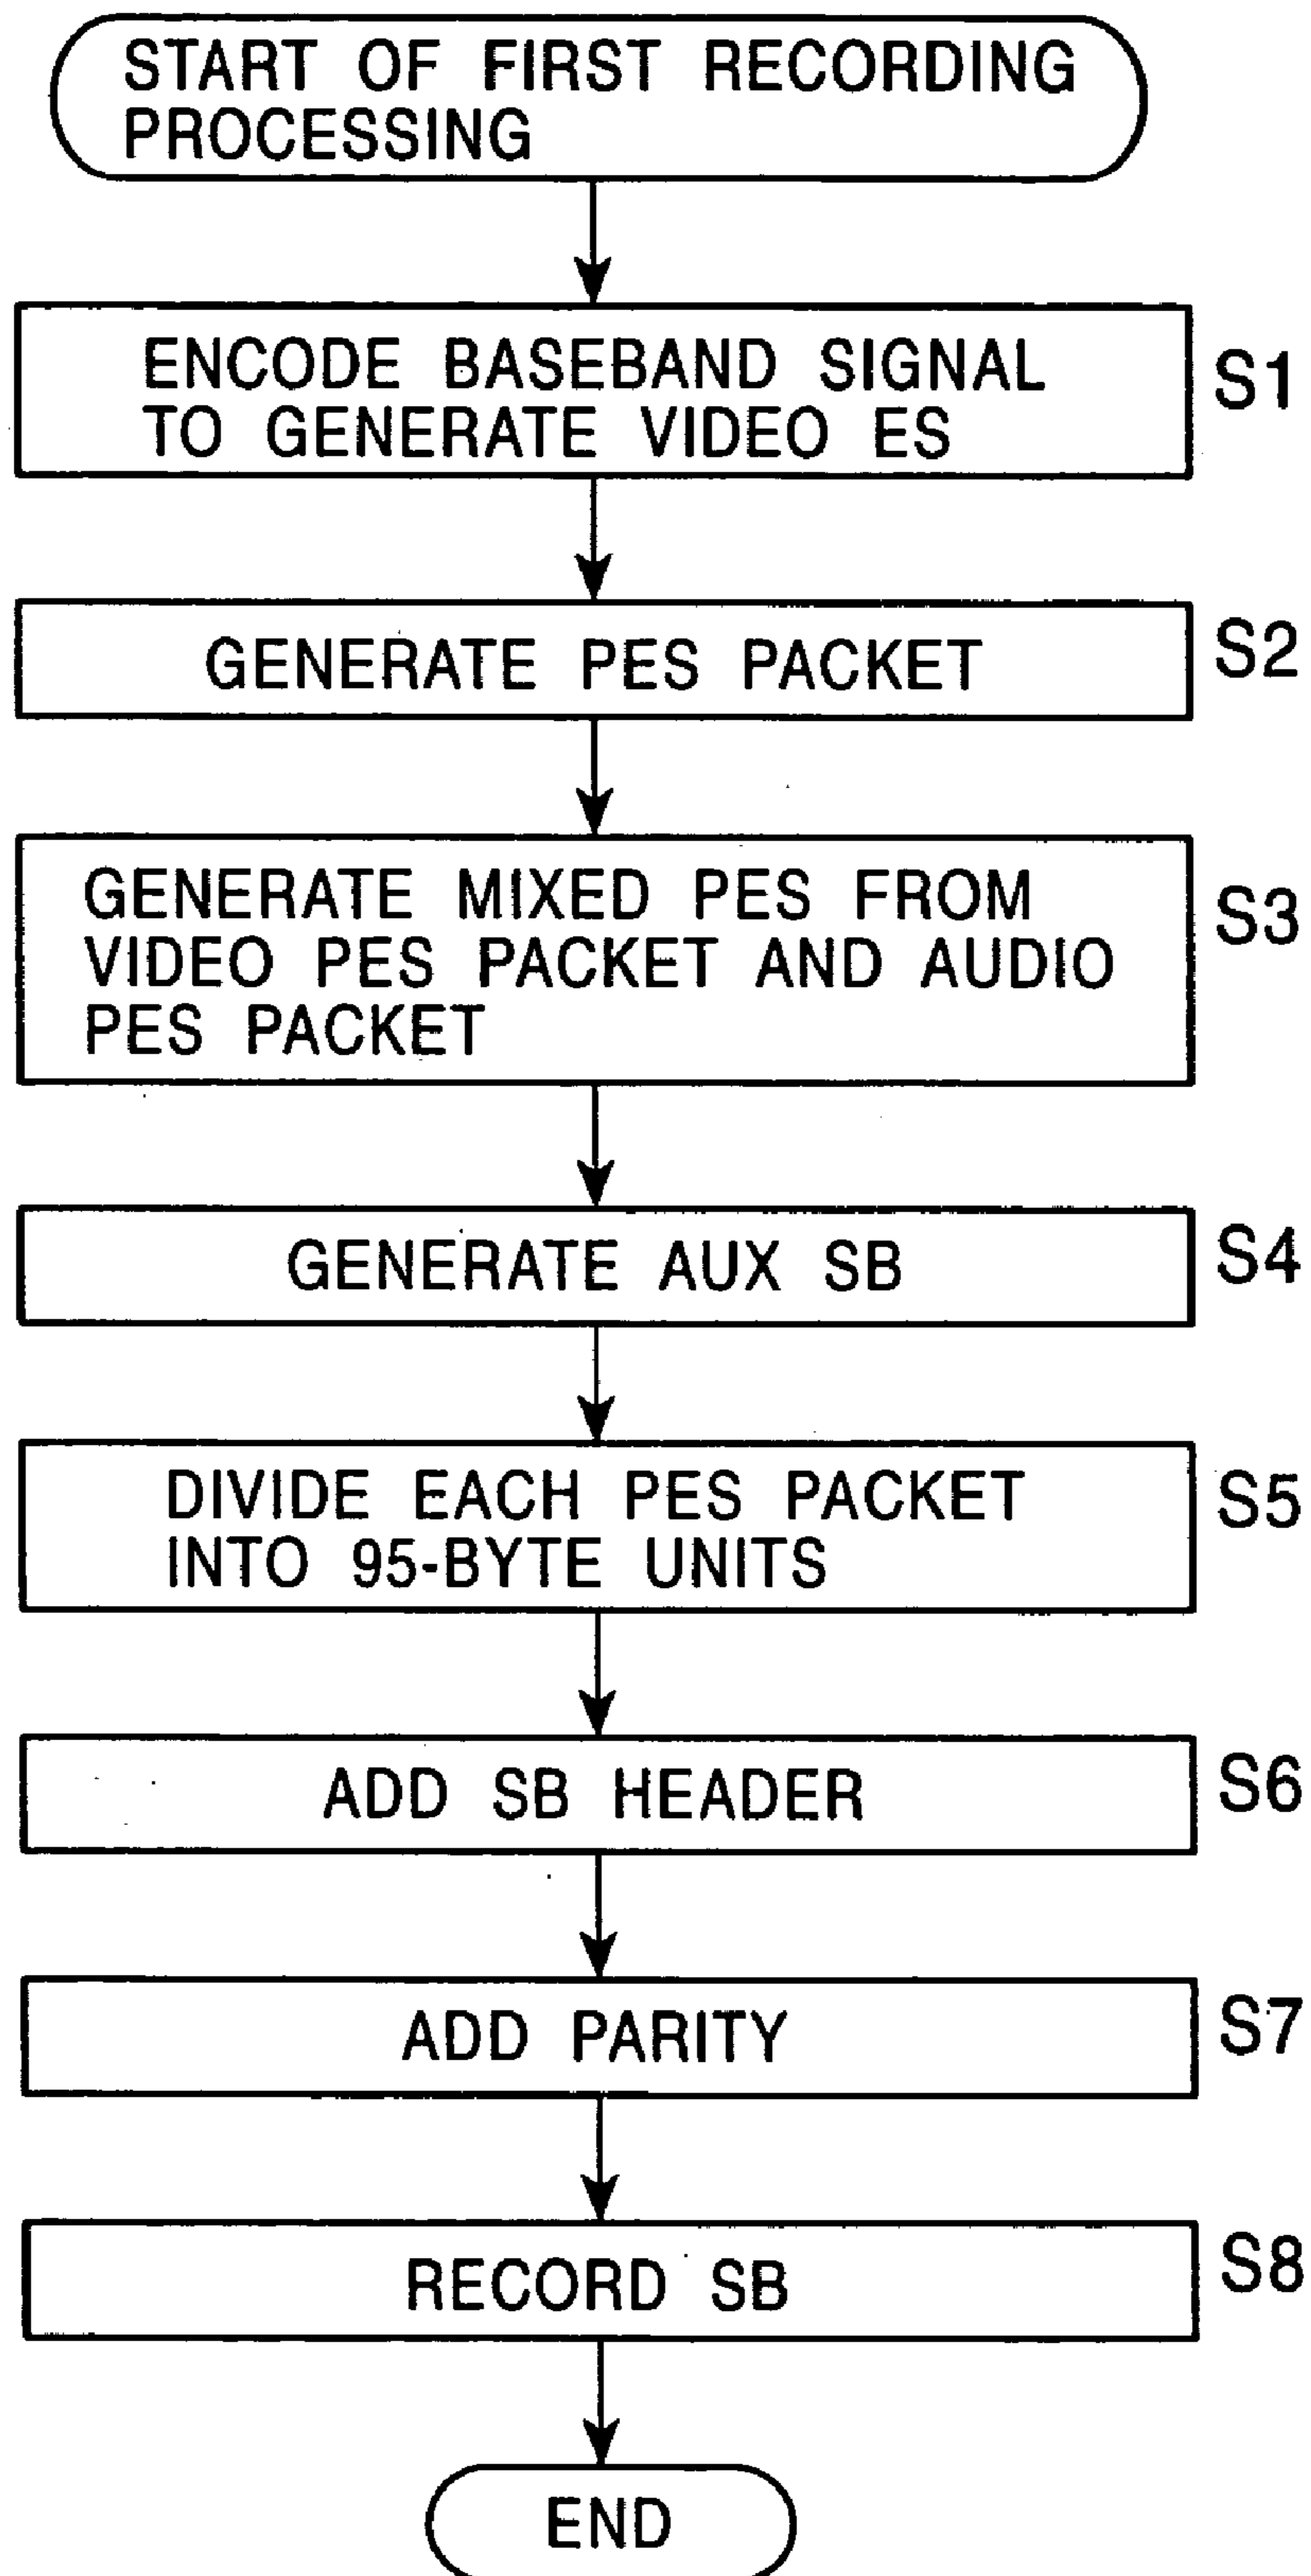 START OF FIRST RECORDING
PROCESSING
ENCODE BASEBAND SIGNAL
TO GENERATE VIDEO ES
S1
GENERATE PES PACKET
S2
GENERATE MIXED PES FROM
VIDEO PES PACKET AND AUDIO
PES PACKET
S3
GENERATE AUX SB
S4
DIVIDE EACH PES PACKET
INTO 95-BYTE UNITS
S5
ADD SB HEADER
S6
ADD PARITY
S7
RECORD SB
S8
END